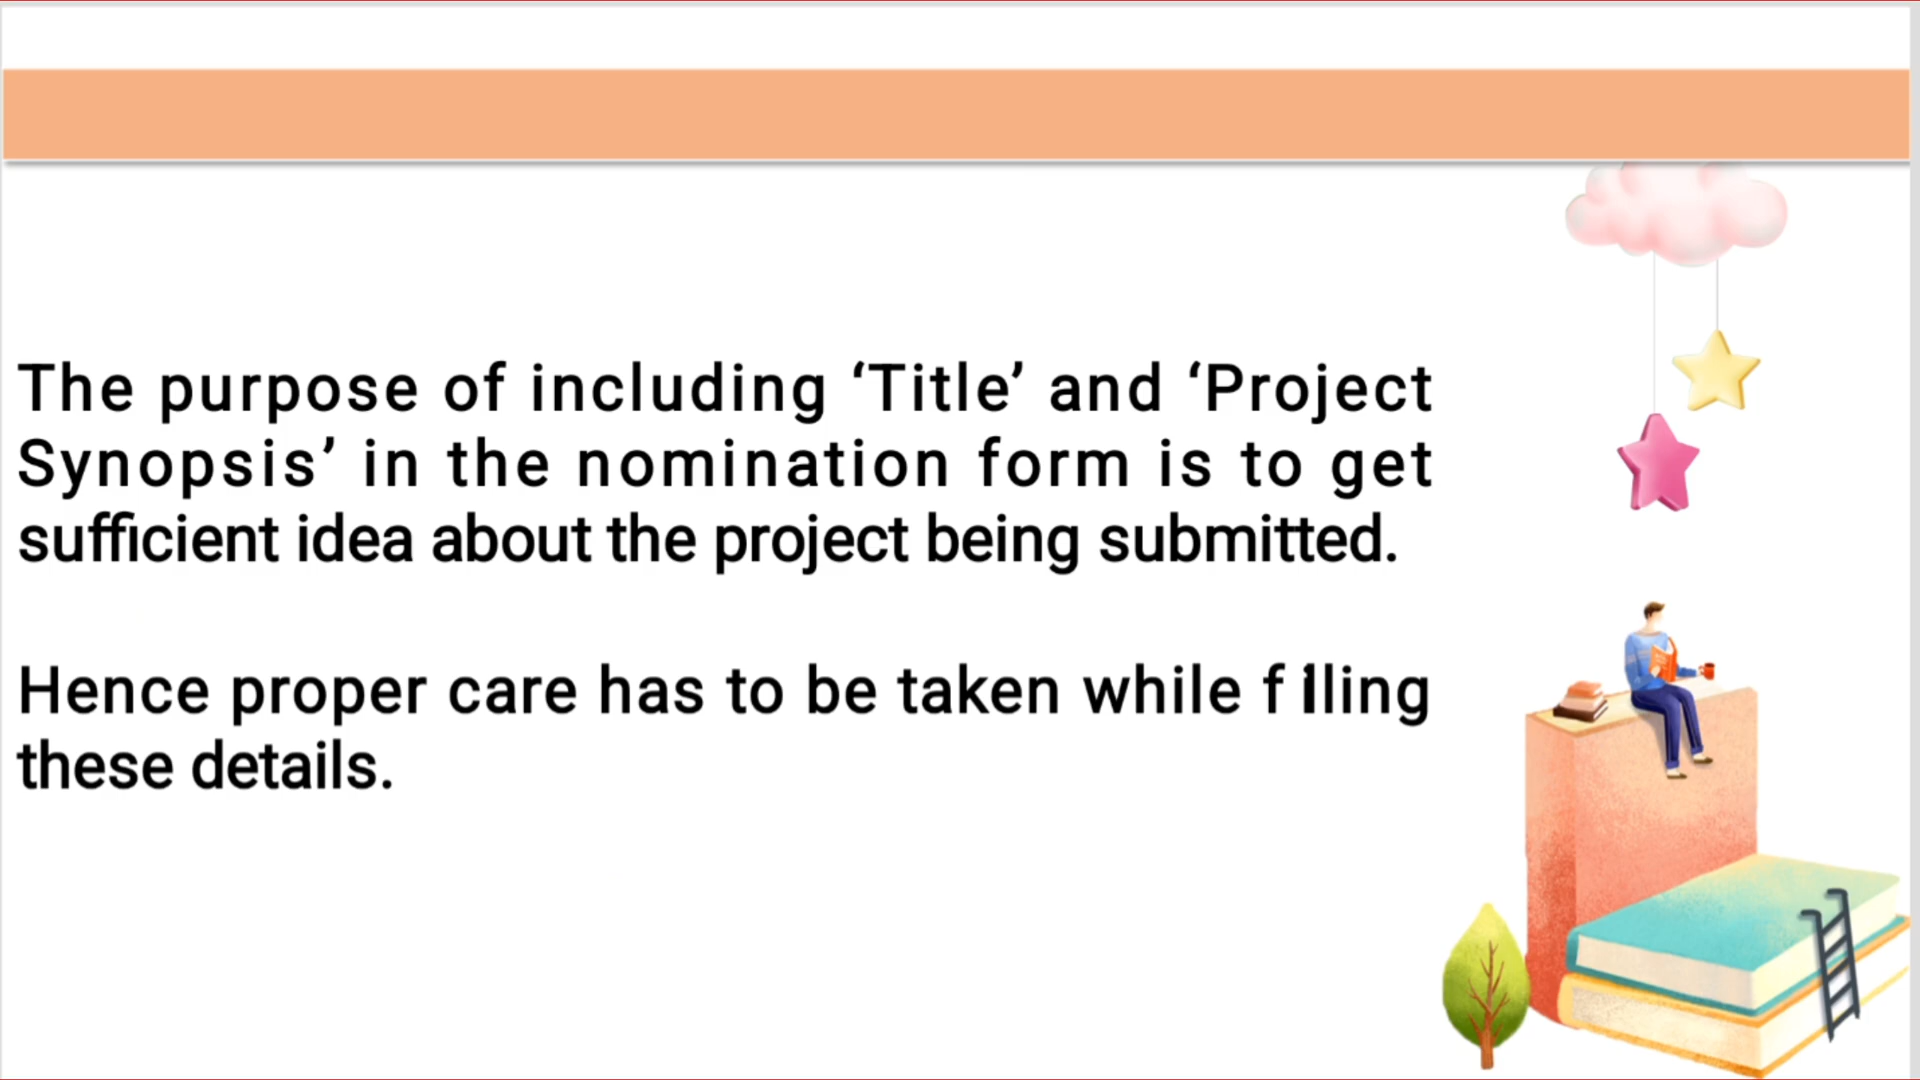 The purpose of including ‘Title’ and ‘Project
Synopsis’ in the nomination form is to get
sufficient idea about the project being submitted.
Hence proper care has to be taken while filling
these details.